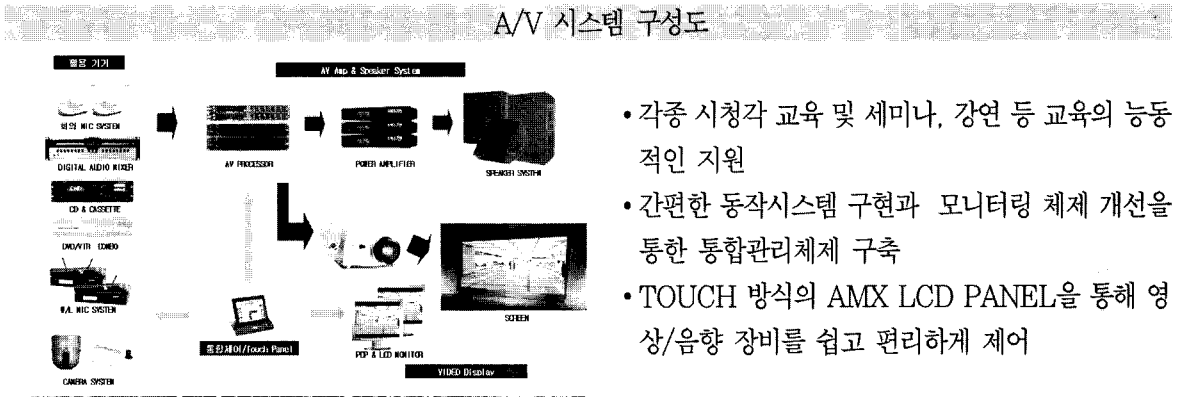 A/V 시스템 구성도
활용 기기
AV Amp & Speaker System
회의 MIC SYSTEM
DIGITAL AUDIO MIXER
AV PROCESSOR
POWER AMPLIFIER
SPEAKER SYSTEM
CD & CASSETTE
DVD/VTR COMBO
W/L MIC SYSTEM
SCREEN
통합제어/Touch Panel
PDP & LCD MONITOR
VIDEO Display
CAMERA SYSTEM
• 각종 시청각 교육 및 세미나, 강연 등 교육의 능동
적인 지원
• 간편한 동작시스템 구현과 모니터링 체제 개선을
통한 통합관리체제 구축
• TOUCH 방식의 AMX LCD PANEL을 통해 영
상/음향 장비를 쉽고 편리하게 제어